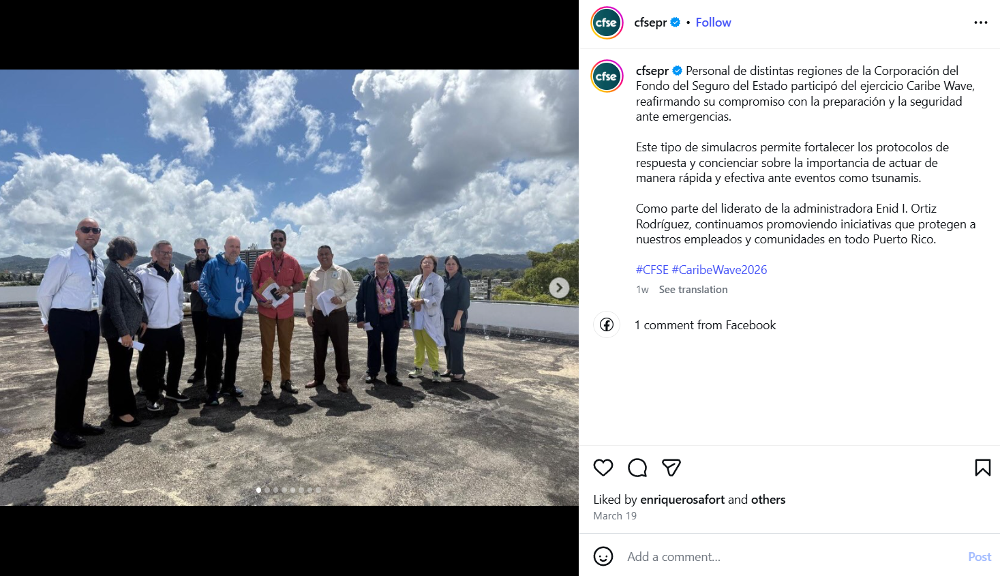 cfse
cfsepr • Follow
cfse
cfsepr Personal de distintas regiones de la Corporación del
Fondo del Seguro del Estado participó del ejercicio Caribe Wave,
reafirmando su compromiso con la preparación y la seguridad
ante emergencias.
Este tipo de simulacros permite fortalecer los protocolos de
respuesta y concienciar sobre la importancia de actuar de
manera rápida y efectiva ante eventos como tsunamis.
Como parte del liderato de la administradora Enid I. Ortiz
Rodríguez, continuamos promoviendo iniciativas que protegen a
nuestros empleados y comunidades en todo Puerto Rico.
#CFSE #CaribeWave2026
1w See translation
1 comment from Facebook
Liked by enriquerosafort and others
March 19
Add a comment...
Post